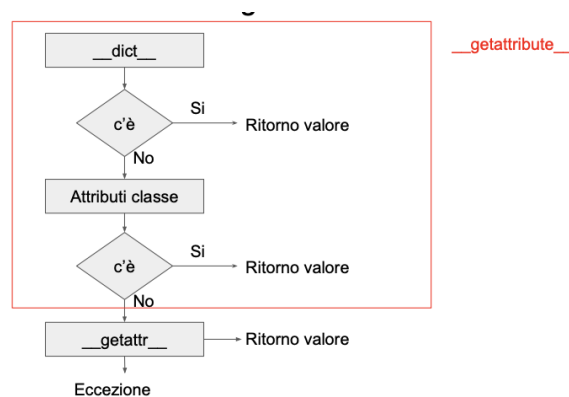 __dict__
__getattribute__
Si
c'è
Ritorno valore
No
Attributi classe
Si
c'è
Ritorno valore
No
__getattr__
Ritorno valore
Eccezione